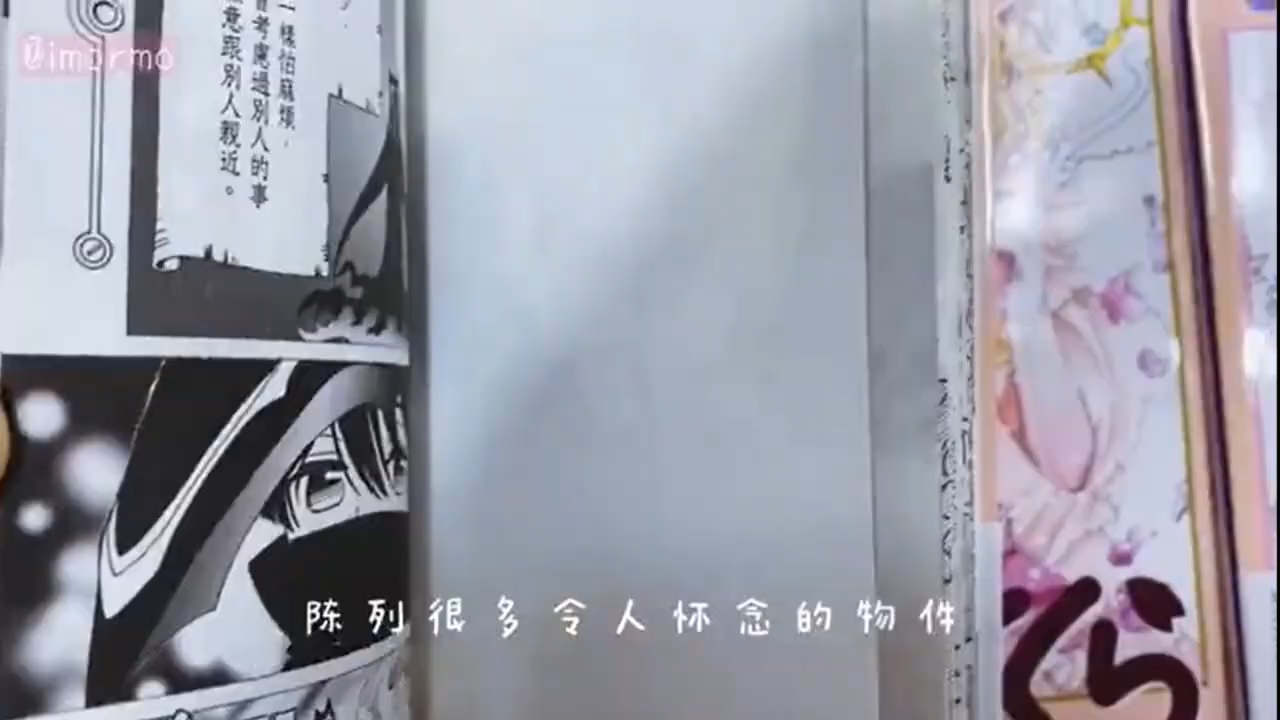 @imormo
一樣怕麻煩，
會考慮過別人的事
意跟別人親近。
陈列很多令人怀念的物件
くら